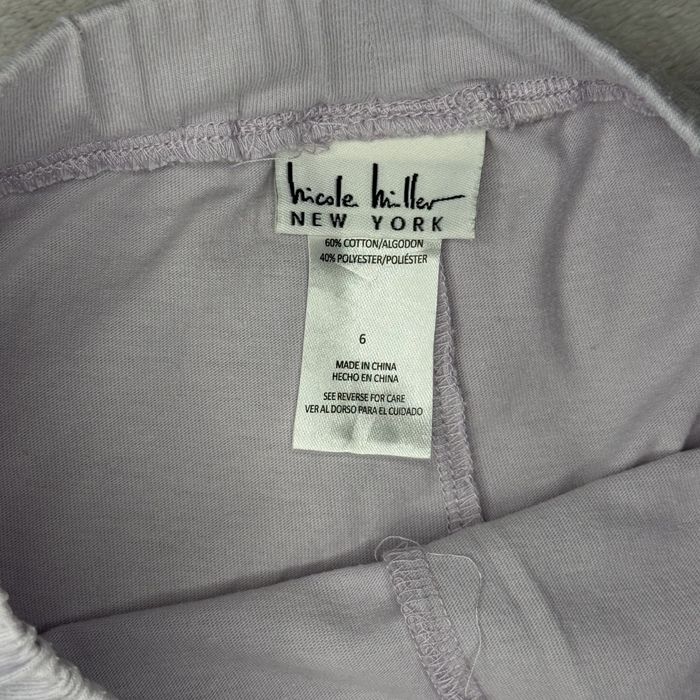 nicole miller
NEW YORK
60% COTTON/ALGODON
40% POLYESTER/POLIÉSTER
6
MADE IN CHINA
HECHO EN CHINA
SEE REVERSE FOR CARE
VER AL DORSO PARA EL CUIDADO